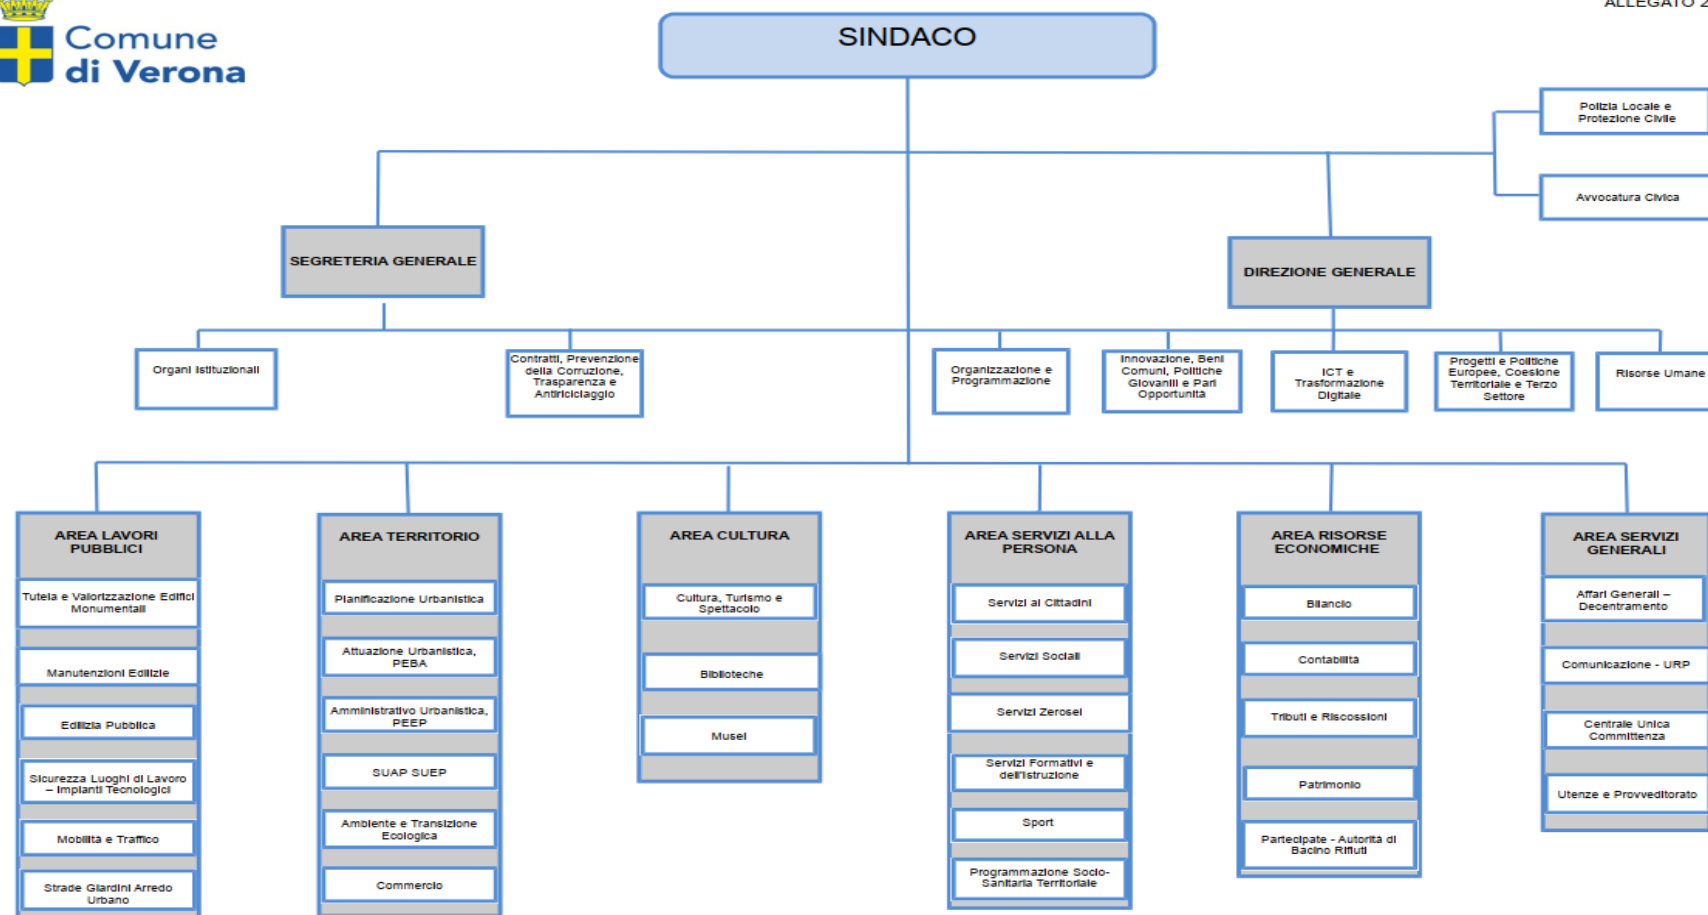 ALLEGATO 2
Comune
di Verona
SINDACO
Polizia Locale e
Protezione Civile
Avvocatura Civica
SEGRETERIA GENERALE
DIREZIONE GENERALE
Organi Istituzionali
Contratti, Prevenzione
della Corruzione,
Trasparenza e
Antiriciclaggio
Organizzazione e
Programmazione
Innovazione, Beni
Comuni, Politiche
Giovanili e Pari
Opportunità
ICT e
Trasformazione
Digitale
Progetti e Politiche
Europee, Coesione
Territoriale e Terzo
Settore
Risorse Umane
AREA LAVORI
PUBBLICI
Tutela e Valorizzazione Edifici
Monumentali
Manutenzioni Edilizie
Edilizia Pubblica
Sicurezza Luoghi di Lavoro
– Impianti Tecnologici
Mobilità e Traffico
Strade Giardini Arredo
Urbano
AREA TERRITORIO
Pianificazione Urbanistica
Attuazione Urbanistica,
PEBA
Amministrativo Urbanistica,
PEEP
SUAP SUEP
Ambiente e Transizione
Ecologica
Commercio
AREA CULTURA
Cultura, Turismo e
Spettacolo
Biblioteche
Musei
AREA SERVIZI ALLA
PERSONA
Servizi ai Cittadini
Servizi Sociali
Servizi Zerosei
Servizi Formativi e
dell'Istruzione
Sport
Programmazione Socio-
Sanitaria Territoriale
AREA RISORSE
ECONOMICHE
Bilancio
Contabilità
Tributi e Riscossioni
Patrimonio
Partecipate - Autorità di
Bacino Rifiuti
AREA SERVIZI
GENERALI
Affari Generali –
Decentramento
Comunicazione - URP
Centrale Unica
Committenza
Utenze e Provveditorato